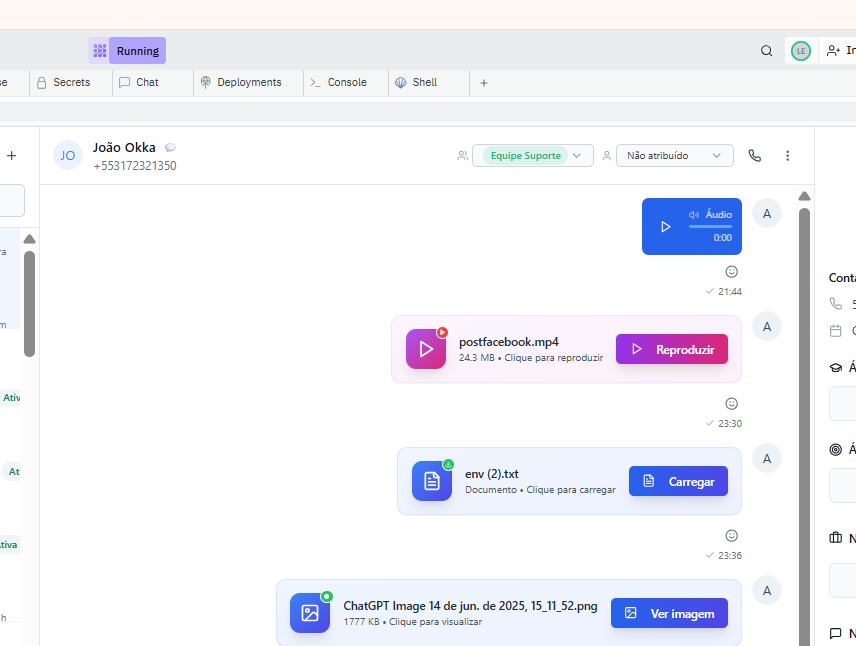 Running
LE
In
se
Secrets
Chat
Deployments
Console
Shell
JO
João Okka
+553172321350
Equipe Suporte
Não atribuído
Áudio
0:00
A
21:44
postfacebook.mp4
24.3 MB • Clique para reproduzir
Reproduzir
A
23:30
env (2).txt
Documento • Clique para carregar
Carregar
A
23:36
ChatGPT Image 14 de jun. de 2025, 15_11_52.png
1777 KB • Clique para visualizar
Ver imagem
A
ra
m
Ativ
At
tiva
h
Conta
5
Á
Á
N
N